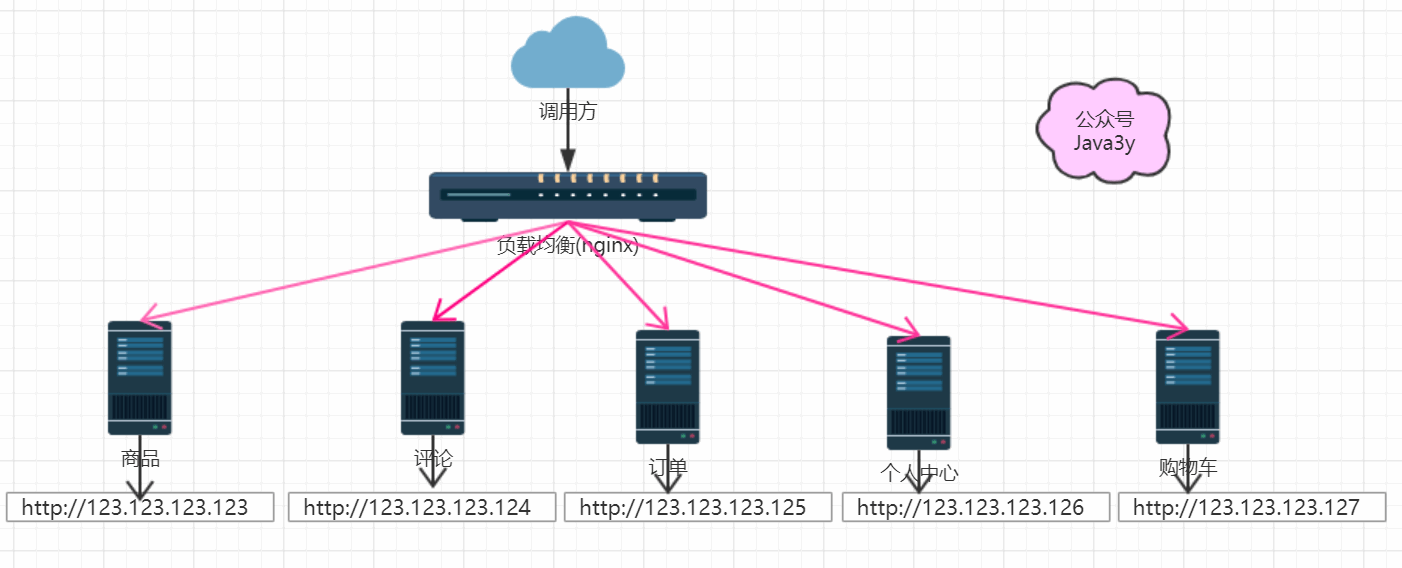 调用方
公众号
Java3y
负载均衡(nginx)
商品
评论
订单
个人中心
购物车
http://123.123.123.123
http://123.123.123.124
http://123.123.123.125
http://123.123.123.126
http://123.123.123.127